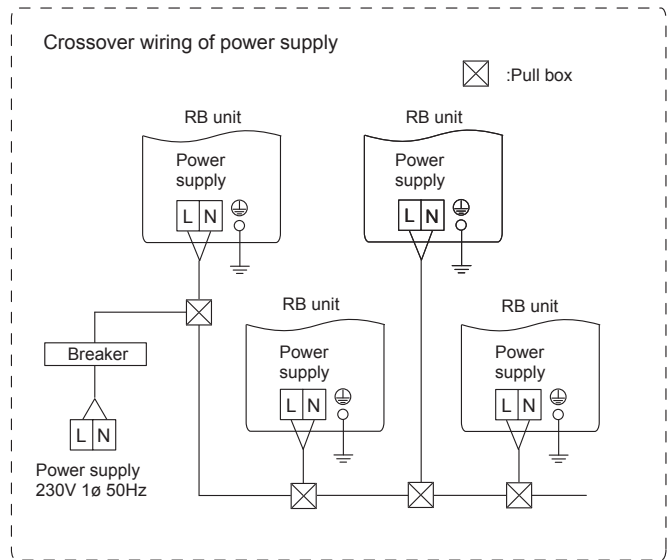 Crossover wiring of power supply
:Pull box
RB unit
Power
supply
L N
RB unit
Power
supply
L N
RB unit
Power
supply
L N
RB unit
Power
supply
L N
Breaker
L N
Power supply
230V 1ø 50Hz